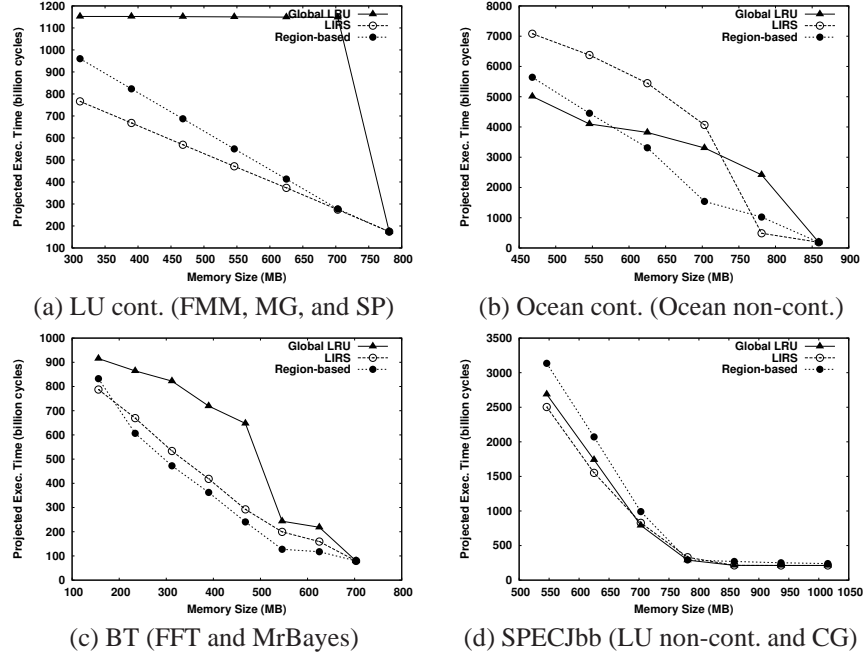 1200
1100
1000
900
800
700
600
500
400
300
200
100
300 350 400 450 500 550 600 650 700 750 800
Projected Exec. Time (billion cycles)
Memory Size (MB)
Global LRU
LIRS
Region-based
(a) LU cont. (FMM, MG, and SP)
8000
7000
6000
5000
4000
3000
2000
1000
0
450 500 550 600 650 700 750 800 850 900
Projected Exec. Time (billion cycles)
Memory Size (MB)
Global LRU
LIRS
Region-based
(b) Ocean cont. (Ocean non-cont.)
1000
900
800
700
600
500
400
300
200
100
0
100 200 300 400 500 600 700 800
Projected Exec. Time (billion cycles)
Memory Size (MB)
Global LRU
LIRS
Region-based
(c) BT (FFT and MrBayes)
3500
3000
2500
2000
1500
1000
500
0
500 550 600 650 700 750 800 850 900 950 1000 1050
Projected Exec. Time (billion cycles)
Memory Size (MB)
Global LRU
LIRS
Region-based
(d) SPECJbb (LU non-cont. and CG)